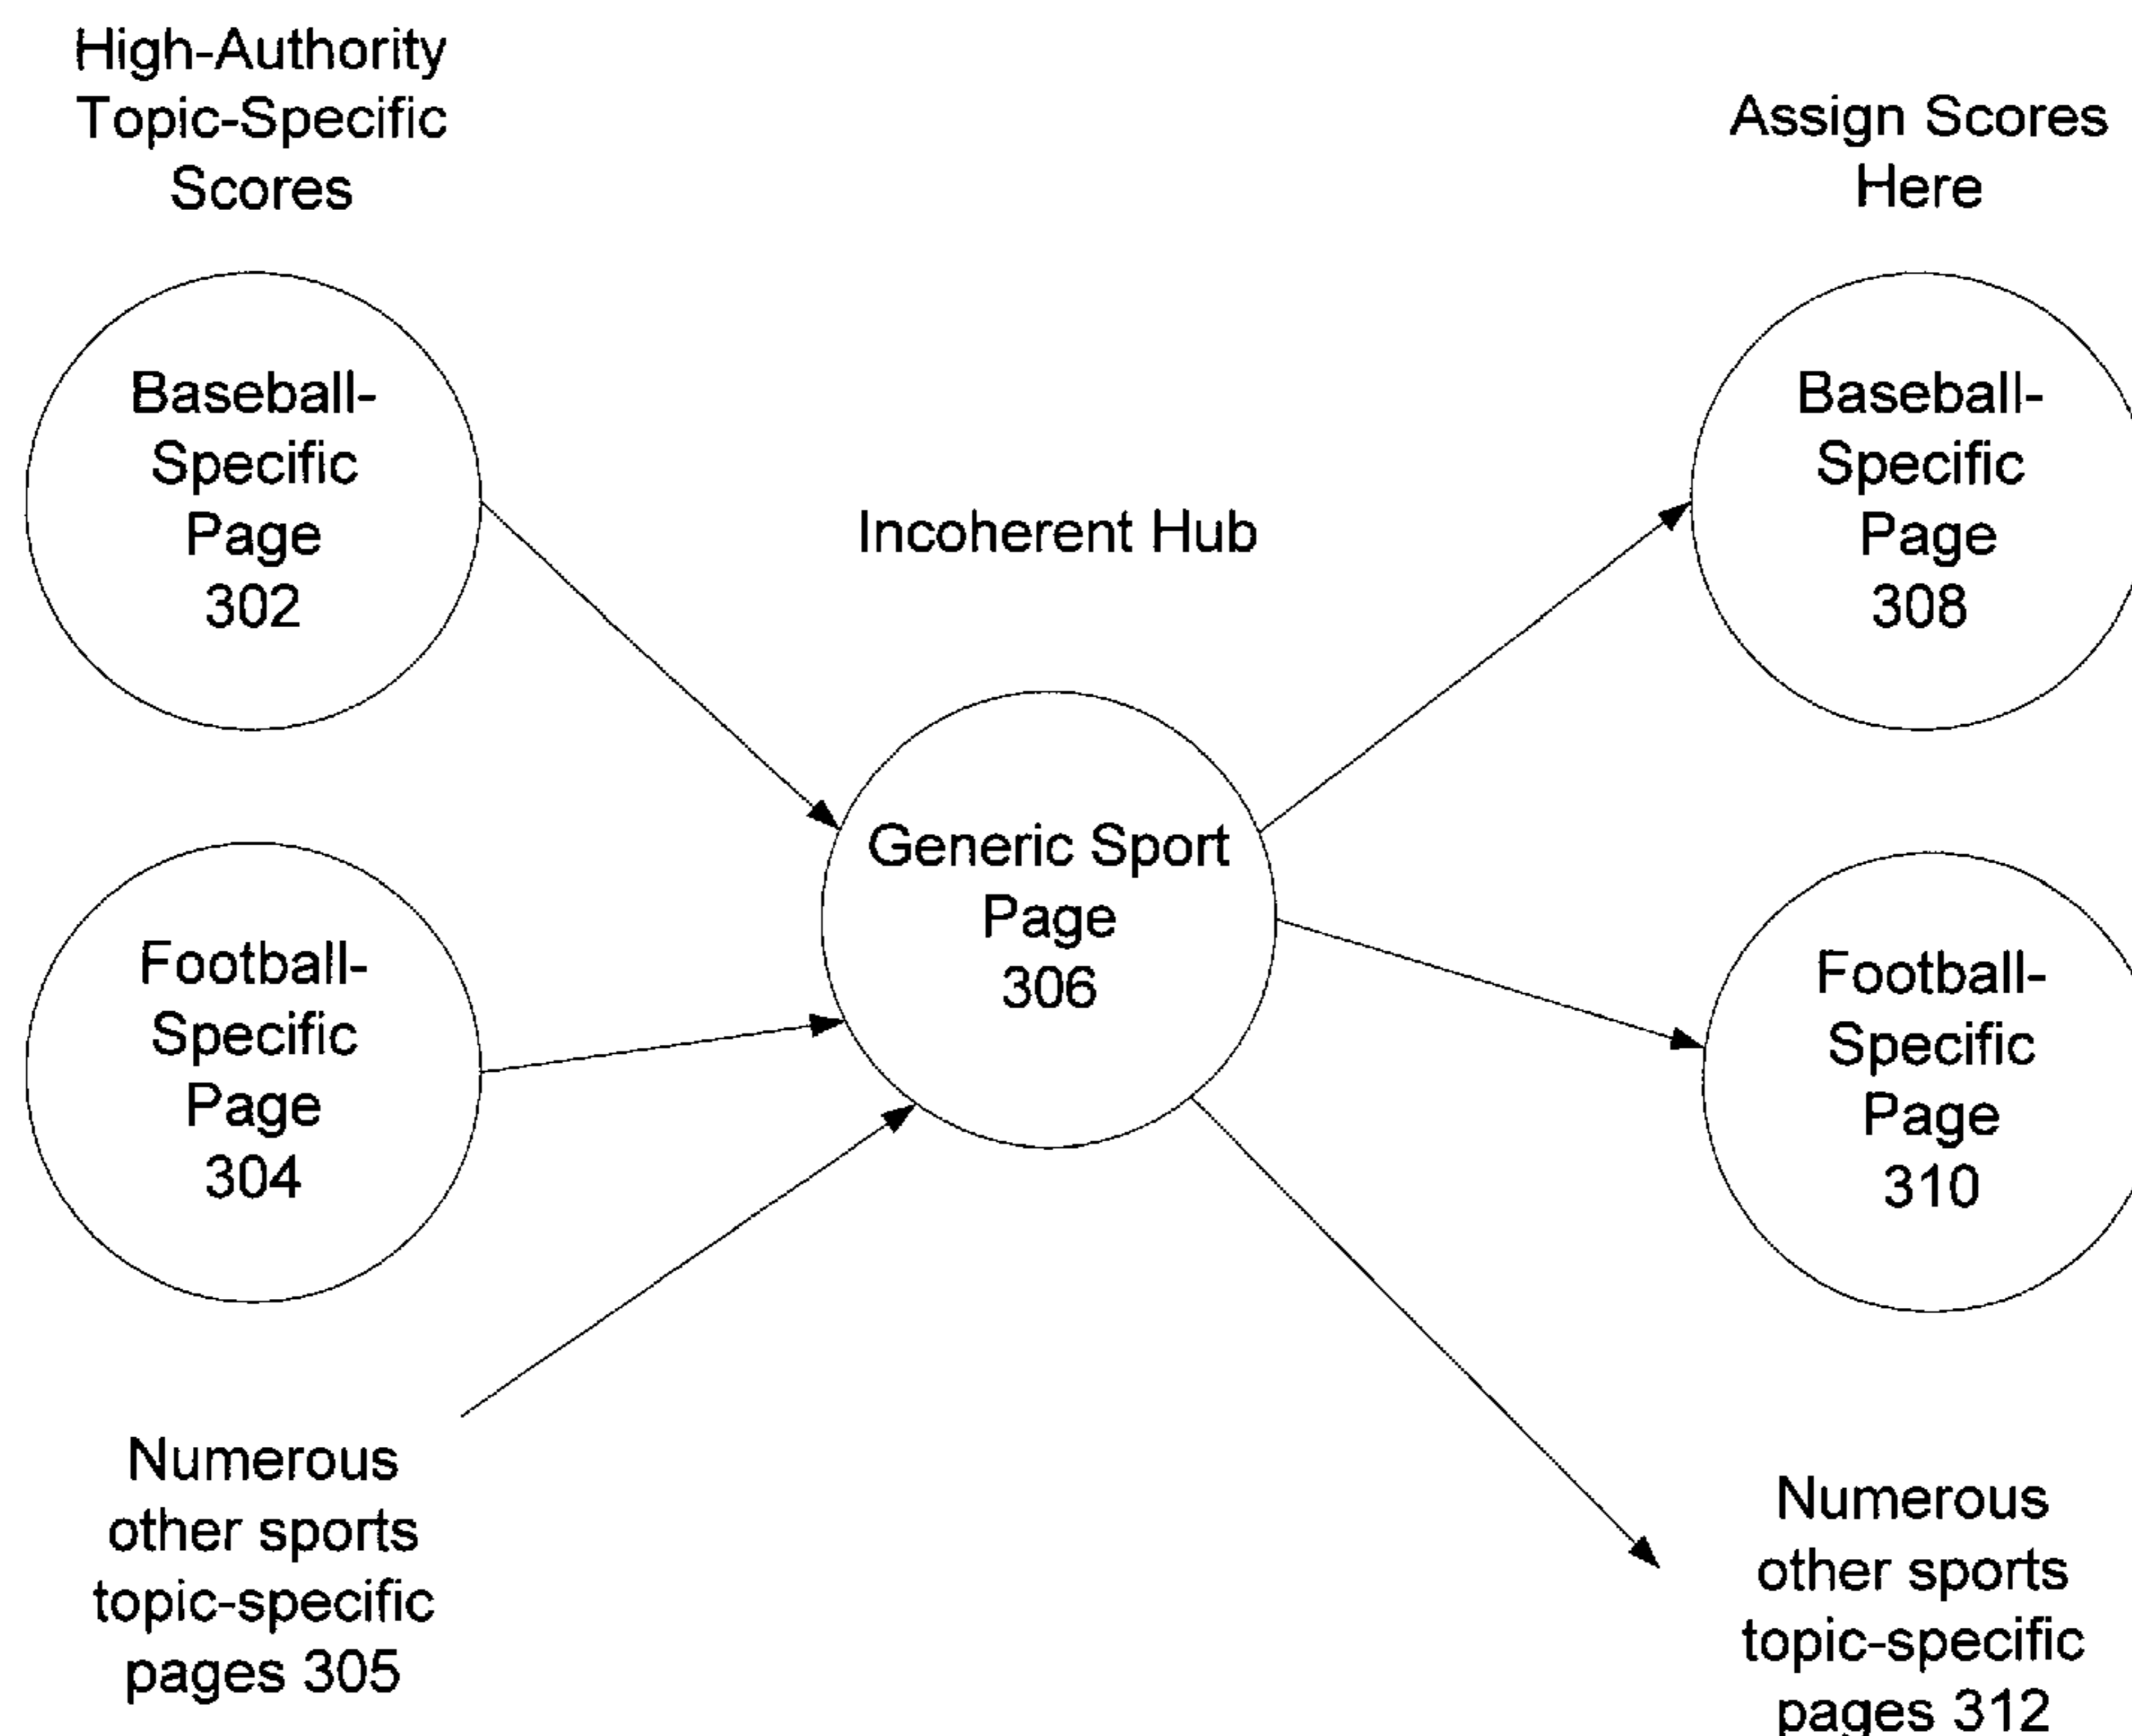 High-Authority
Topic-Specific
Scores
Assign Scores
Here
Baseball-
Specific
Page
302
Incoherent Hub
Baseball-
Specific
Page
308
Generic Sport
Page
306
Football-
Specific
Page
304
Football-
Specific
Page
310
Numerous
other sports
topic-specific
pages 305
Numerous
other sports
topic-specific
pages 312